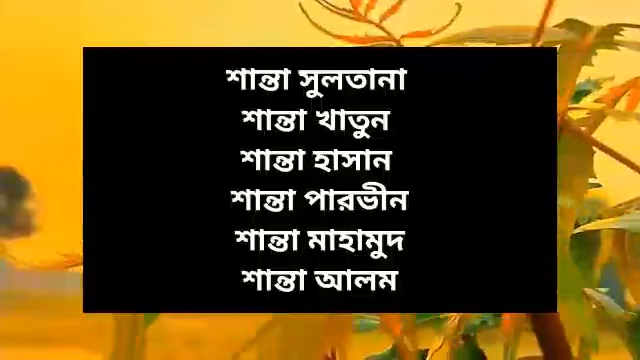 শান্তা সুলতানা
শান্তা খাতুন
শান্তা হাসান
শান্তা পারভীন
শান্তা মাহামুদ
শান্তা আলম